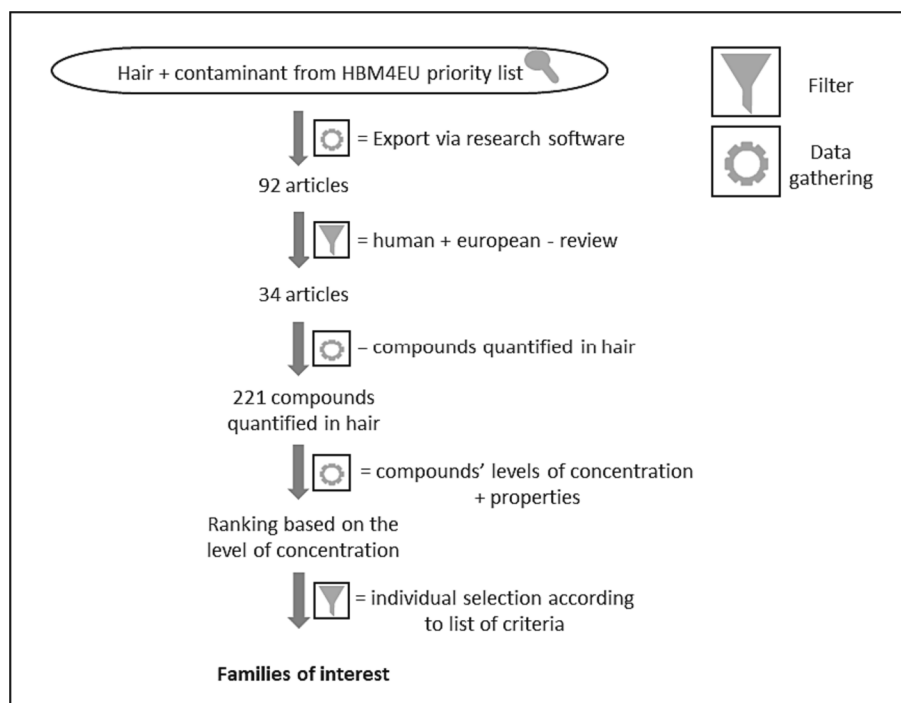 Hair + contaminant from HBM4EU priority list
Filter
= Export via research software
Data
gathering
92 articles
= human + european - review
34 articles
– compounds quantified in hair
221 compounds
quantified in hair
= compounds' levels of concentration
+ properties
Ranking based on the
level of concentration
= individual selection according
to list of criteria
Families of interest